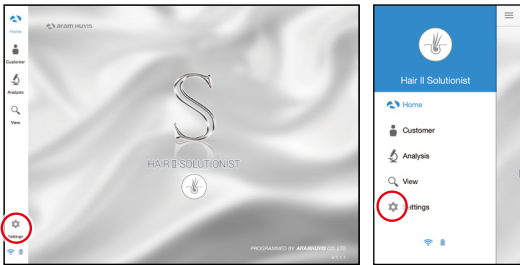 Home
Customer
Analysis
View
Settings
aram HUVIS
S
HAIR II-SOLUTIONIST
PROGRAMMED BY ARAMHUVIS CO.,LTD
Hair II Solutionist
Home
Customer
Analysis
View
Settings